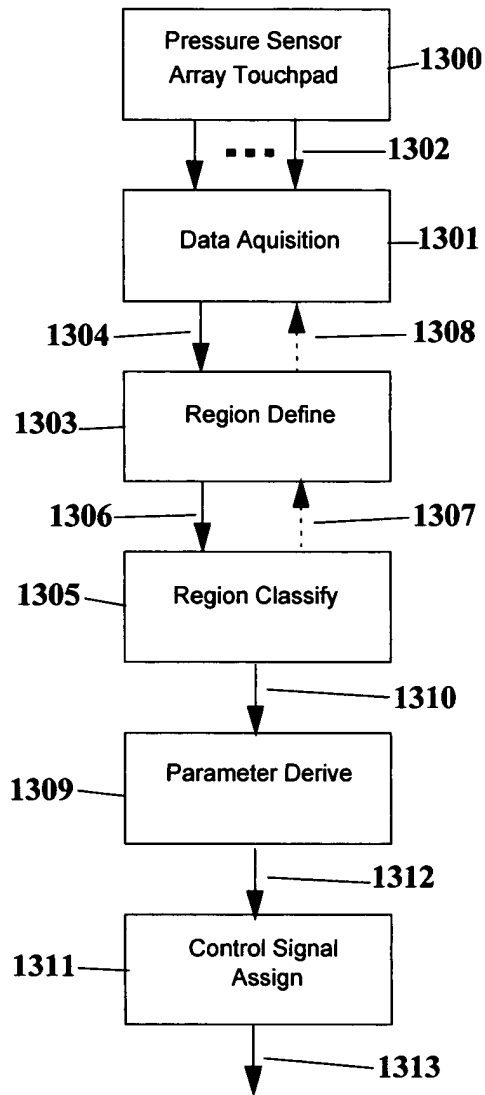 Pressure Sensor
Array Touchpad
1300
1302
Data Aquisition
1301
1304
1308
Region Define
1303
1306
1307
Region Classify
1305
1310
Parameter Derive
1309
1312
Control Signal
Assign
1311
1313